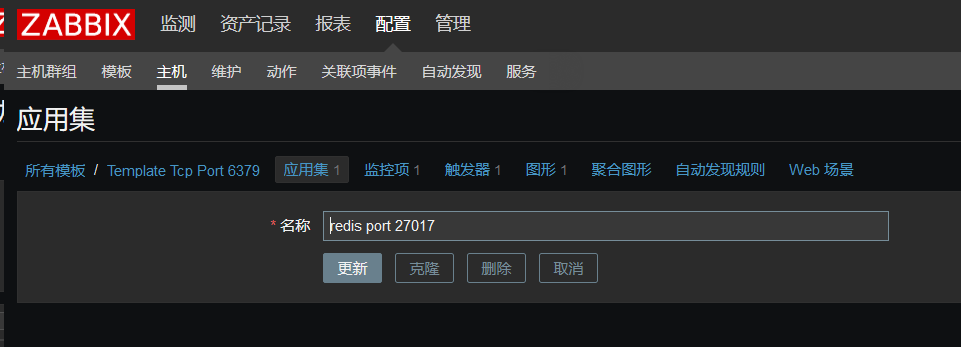 ZABBIX 监测 资产记录 报表 配置 管理
主机群组 模板 主机 维护 动作 关联项事件 自动发现 服务
应用集
所有模板 / Template Tcp Port 6379 应用集 1 监控项 1 触发器 1 图形 1 聚合图形 自动发现规则 Web 场景
* 名称 redis port 27017
更新 克隆 删除 取消